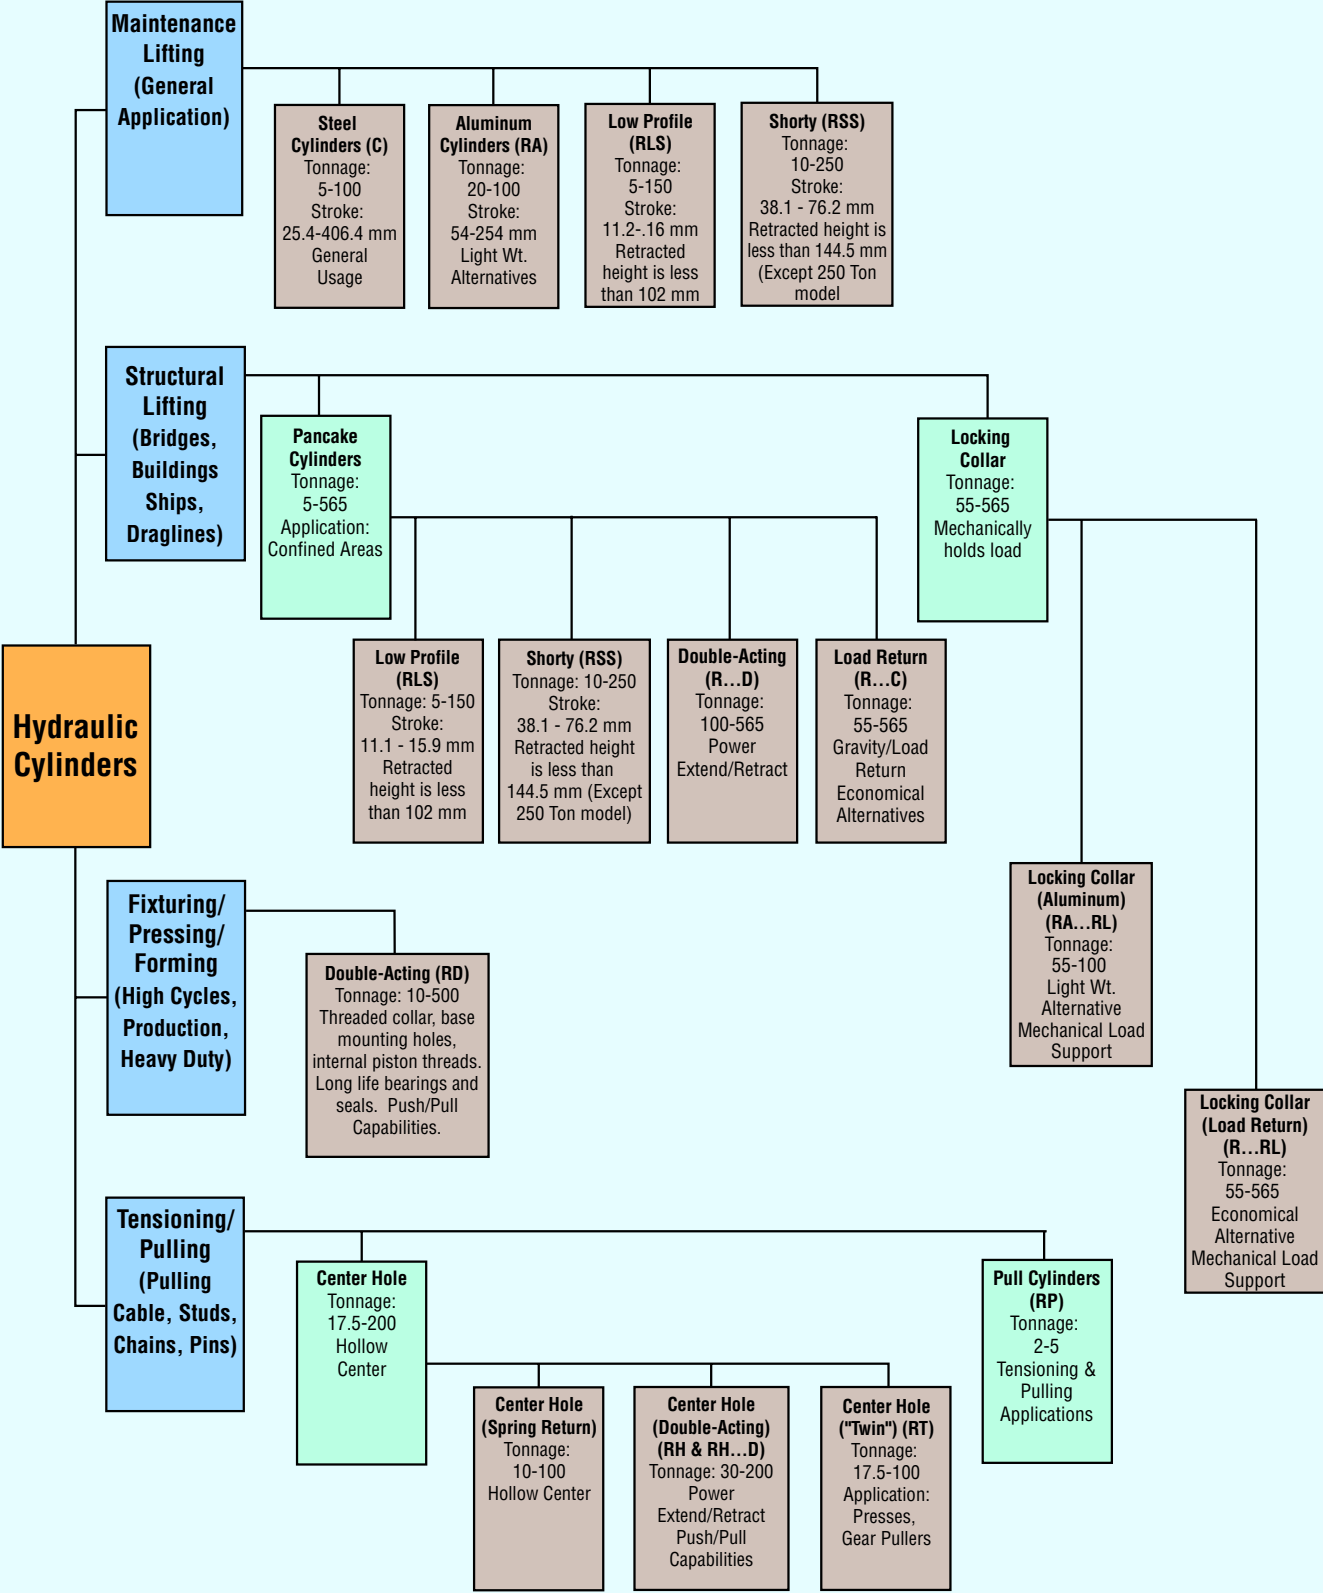 Maintenance
Lifting
(General
Application)
Steel
Cylinders (C)
Tonnage:
5-100
Stroke:
25.4-406.4 mm
General
Usage
Aluminum
Cylinders (RA)
Tonnage:
20-100
Stroke:
54-254 mm
Light Wt.
Alternatives
Low Profile
(RLS)
Tonnage:
5-150
Stroke:
11.2-.16 mm
Retracted
height is less
than 102 mm
Shorty (RSS)
Tonnage:
10-250
Stroke:
38.1 - 76.2 mm
Retracted height is
less than 144.5 mm
(Except 250 Ton
model
Structural
Lifting
(Bridges,
Buildings
Ships,
Draglines)
Pancake
Cylinders
Tonnage:
5-565
Application:
Confined Areas
Locking
Collar
Tonnage:
55-565
Mechanically
holds load
Low Profile
(RLS)
Tonnage: 5-150
Stroke:
11.1 - 15.9 mm
Retracted
height is less
than 102 mm
Shorty (RSS)
Tonnage: 10-250
Stroke:
38.1 - 76.2 mm
Retracted height
is less than
144.5 mm (Except
250 Ton model)
Double-Acting
(R...D)
Tonnage:
100-565
Power
Extend/Retract
Load Return
(R...C)
Tonnage:
55-565
Gravity/Load
Return
Economical
Alternatives
Hydraulic
Cylinders
Locking Collar
(Aluminum)
(RA...RL)
Tonnage:
55-100
Light Wt.
Alternative
Mechanical Load
Support
Locking Collar
(Load Return)
(R...RL)
Tonnage:
55-565
Economical
Alternative
Mechanical Load
Support
Fixturing/
Pressing/
Forming
(High Cycles,
Production,
Heavy Duty)
Double-Acting (RD)
Tonnage: 10-500
Threaded collar, base
mounting holes,
internal piston threads.
Long life bearings and
seals.  Push/Pull
Capabilities.
Tensioning/
Pulling
(Pulling
Cable, Studs,
Chains, Pins)
Center Hole
Tonnage:
17.5-200
Hollow
Center
Pull Cylinders
(RP)
Tonnage:
2-5
Tensioning &
Pulling
Applications
Center Hole
(Spring Return)
Tonnage:
10-100
Hollow Center
Center Hole
(Double-Acting)
(RH & RH...D)
Tonnage: 30-200
Power
Extend/Retract
Push/Pull
Capabilities
Center Hole
("Twin") (RT)
Tonnage:
17.5-100
Application:
Presses,
Gear Pullers